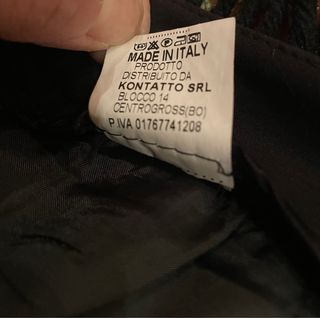 MADE IN ITALY
PRODOTTO
DISTRIBUITO DA
KONTATTO SRL
BLOCCO 14
CENTROGROSS(BO)
P.IVA 01767741208